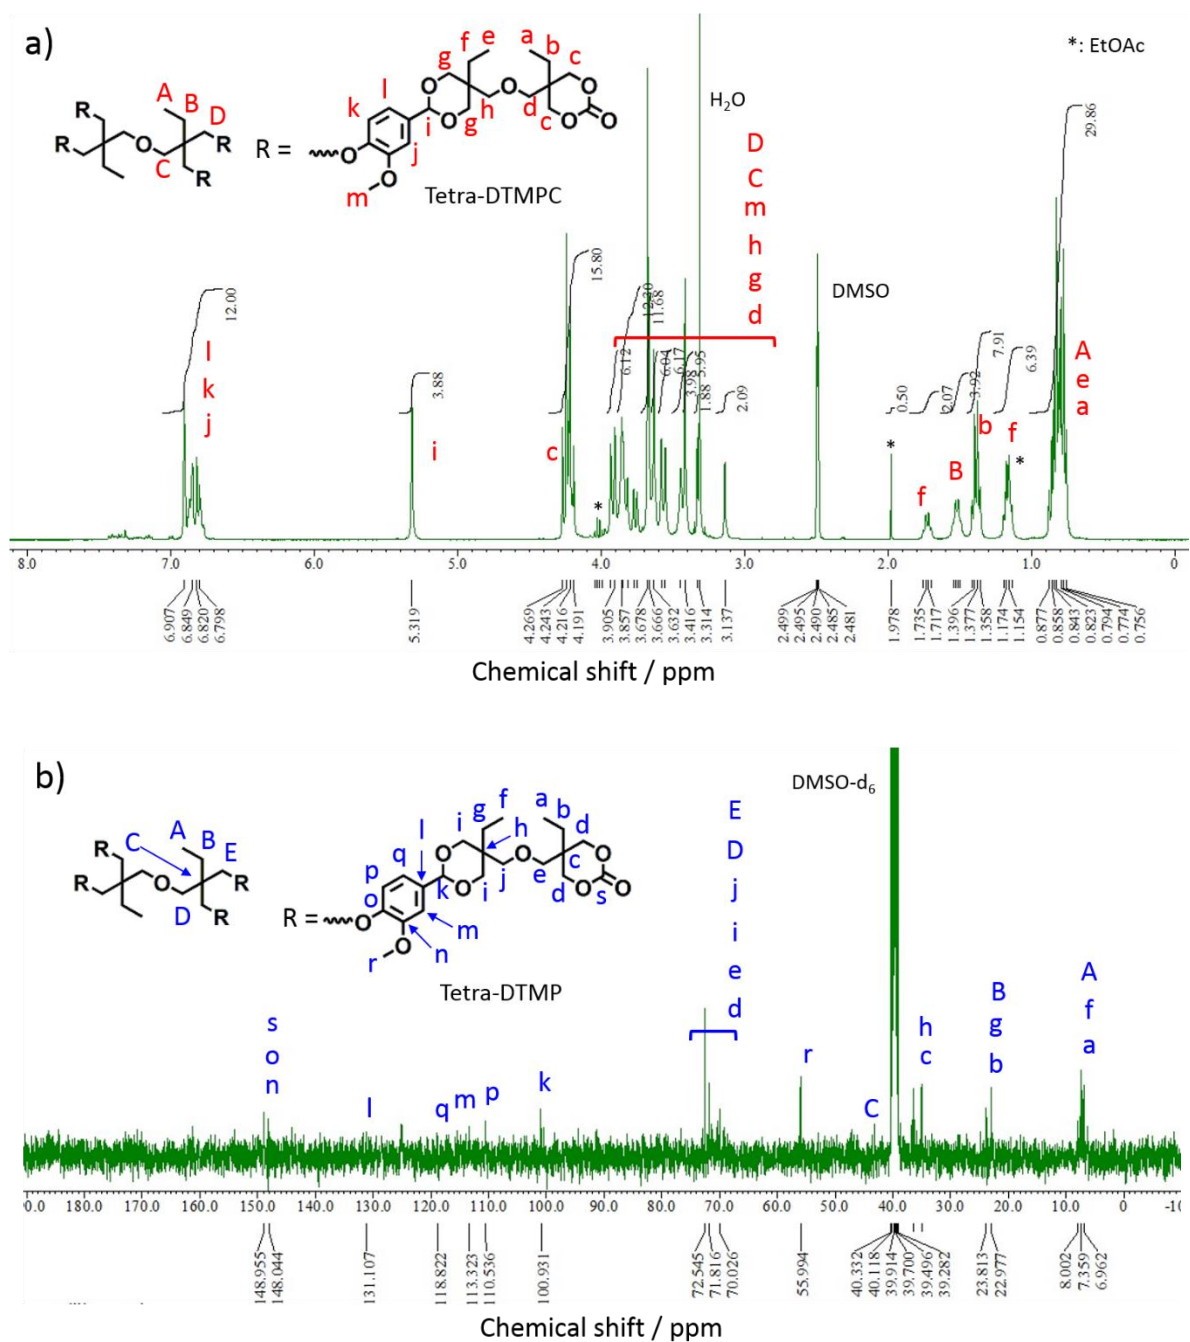 a)
e
a
f
b
g
c
*: EtOAc
A
B
D
l
O
O
O
O
H₂O
R
R
k
h
d
O
O
i
g
c
O
O
R
R =
j
C
R
O
O
m
Tetra-DTMPC
D
C
m
h
g
d
DMSO
A
e
a
l
k
j
i
c
*
f
B
*
b
f
*
12.00
3.88
15.80
6.12
12.20
11.68
6.04
6.17
3.98
5.95
1.88
2.09
0.50
2.07
3.92
7.91
6.39
29.86
8.0 7.0 6.0 5.0 4.0 3.0 2.0 1.0 0
6.907
6.849
6.820
6.798
5.319
4.269
4.243
4.216
4.191
3.905
3.857
3.678
3.666
3.632
3.416
3.314
3.137
2.499
2.495
2.490
2.485
2.481
1.978
1.735
1.717
1.396
1.377
1.358
1.174
1.154
0.877
0.858
0.843
0.823
0.794
0.774
0.756
Chemical shift / ppm
b)
DMSO-d₆
g
f
a
b
A
B
E
C
l
i
h
d
R
R
q
p
O
O
O
c
O
O
o
k
i
j
e
d
s
R
R
D
R =
O
O
n
m
r
Tetra-DTMP
E
D
j
i
e
d
s
o
n
l
q
m
p
k
r
C
h
c
B
g
b
A
f
a
190.0 180.0 170.0 160.0 150.0 140.0 130.0 120.0 110.0 100.0 90.0 80.0 70.0 60.0 50.0 40.0 30.0 20.0 10.0 0 -10
148.955
148.044
131.107
118.822
113.323
110.536
100.931
72.545
71.816
70.026
55.994
40.332
40.118
39.914
39.700
39.496
39.282
23.813
22.977
8.002
7.359
6.962
Chemical shift / ppm